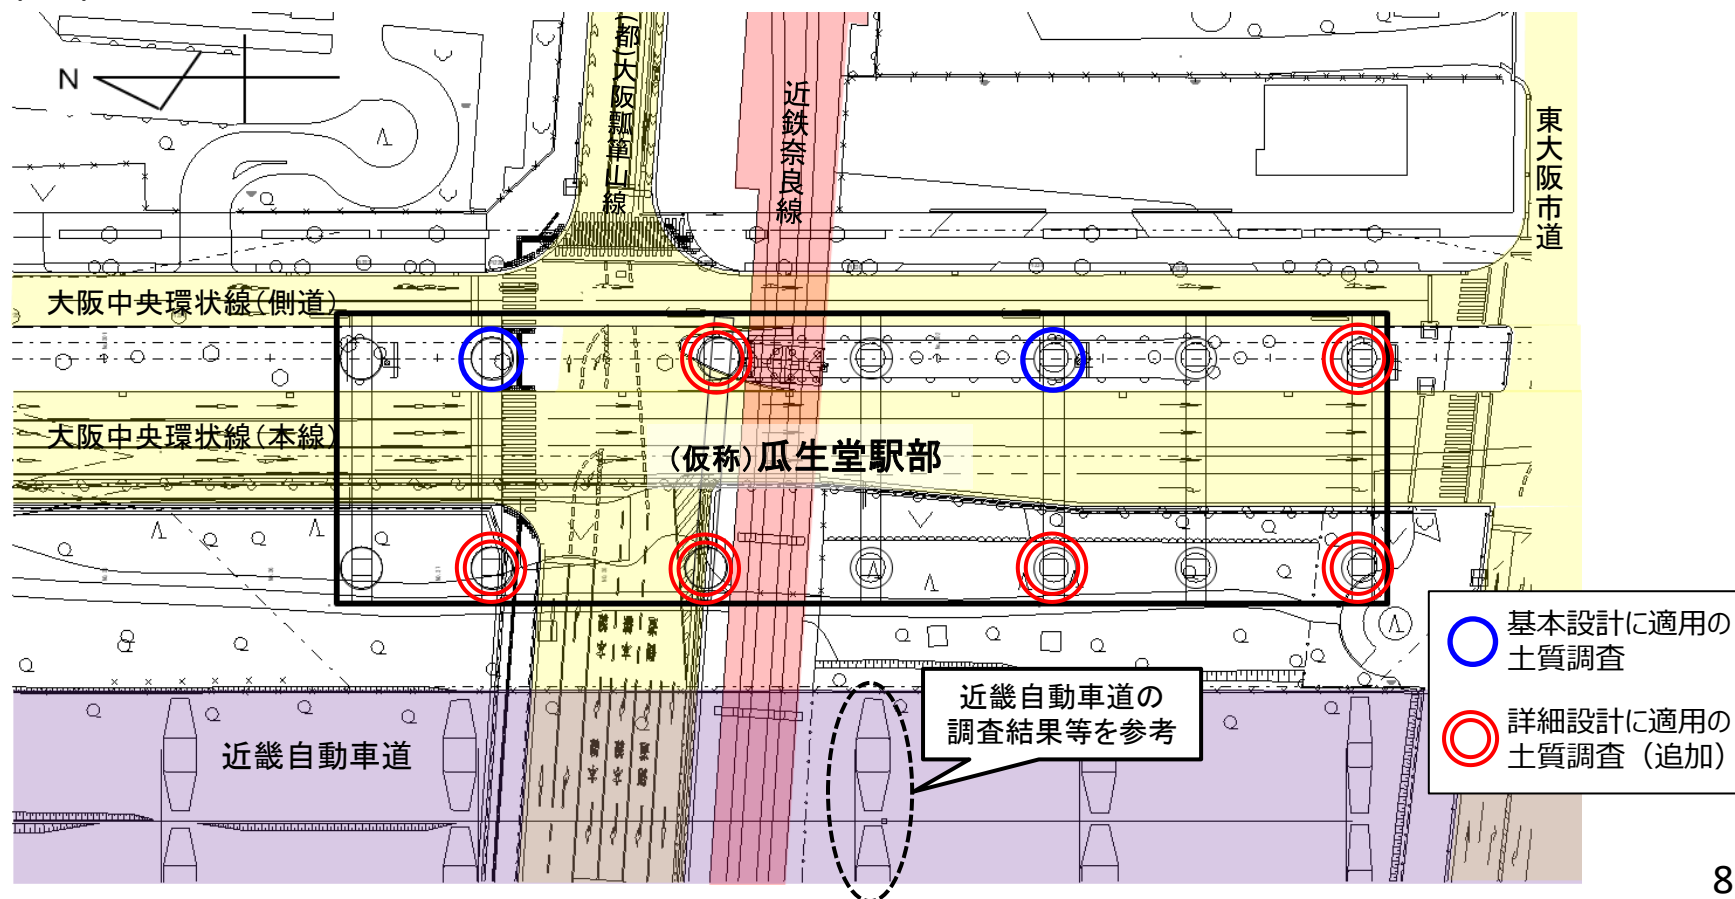 N
(都)大阪瓢箪山線
近鉄奈良線
東大阪市道
大阪中央環状線(側道)
大阪中央環状線(本線)
(仮称)瓜生堂駅部
基本設計に適用の
土質調査
詳細設計に適用の
土質調査（追加）
近畿自動車道の
調査結果等を参考
近畿自動車道
8